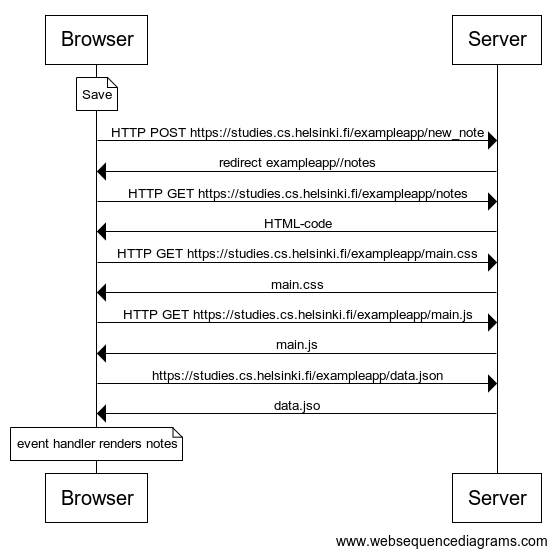 Browser
Server
Save
HTTP POST https://studies.cs.helsinki.fi/exampleapp/new_note
redirect exampleapp//notes
HTTP GET https://studies.cs.helsinki.fi/exampleapp/notes
HTML-code
HTTP GET https://studies.cs.helsinki.fi/exampleapp/main.css
main.css
HTTP GET https://studies.cs.helsinki.fi/exampleapp/main.js
main.js
https://studies.cs.helsinki.fi/exampleapp/data.json
data.jso
event handler renders notes
Browser
Server
www.websequencediagrams.com